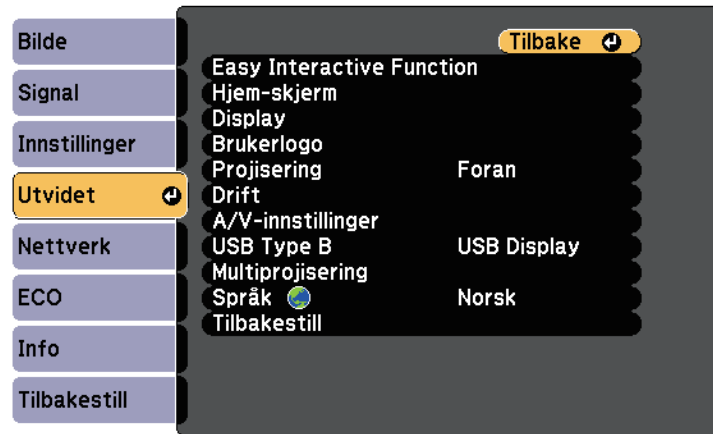 Bilde
Signal
Innstillinger
Utvidet
Nettverk
ECO
Info
Tilbakestill
Tilbake
Easy Interactive Function
Hjem-skjerm
Display
Brukerlogo
Projisering Foran
Drift
A/V-innstillinger
USB Type B USB Display
Multiprojisering
Språk Norsk
Tilbakestill